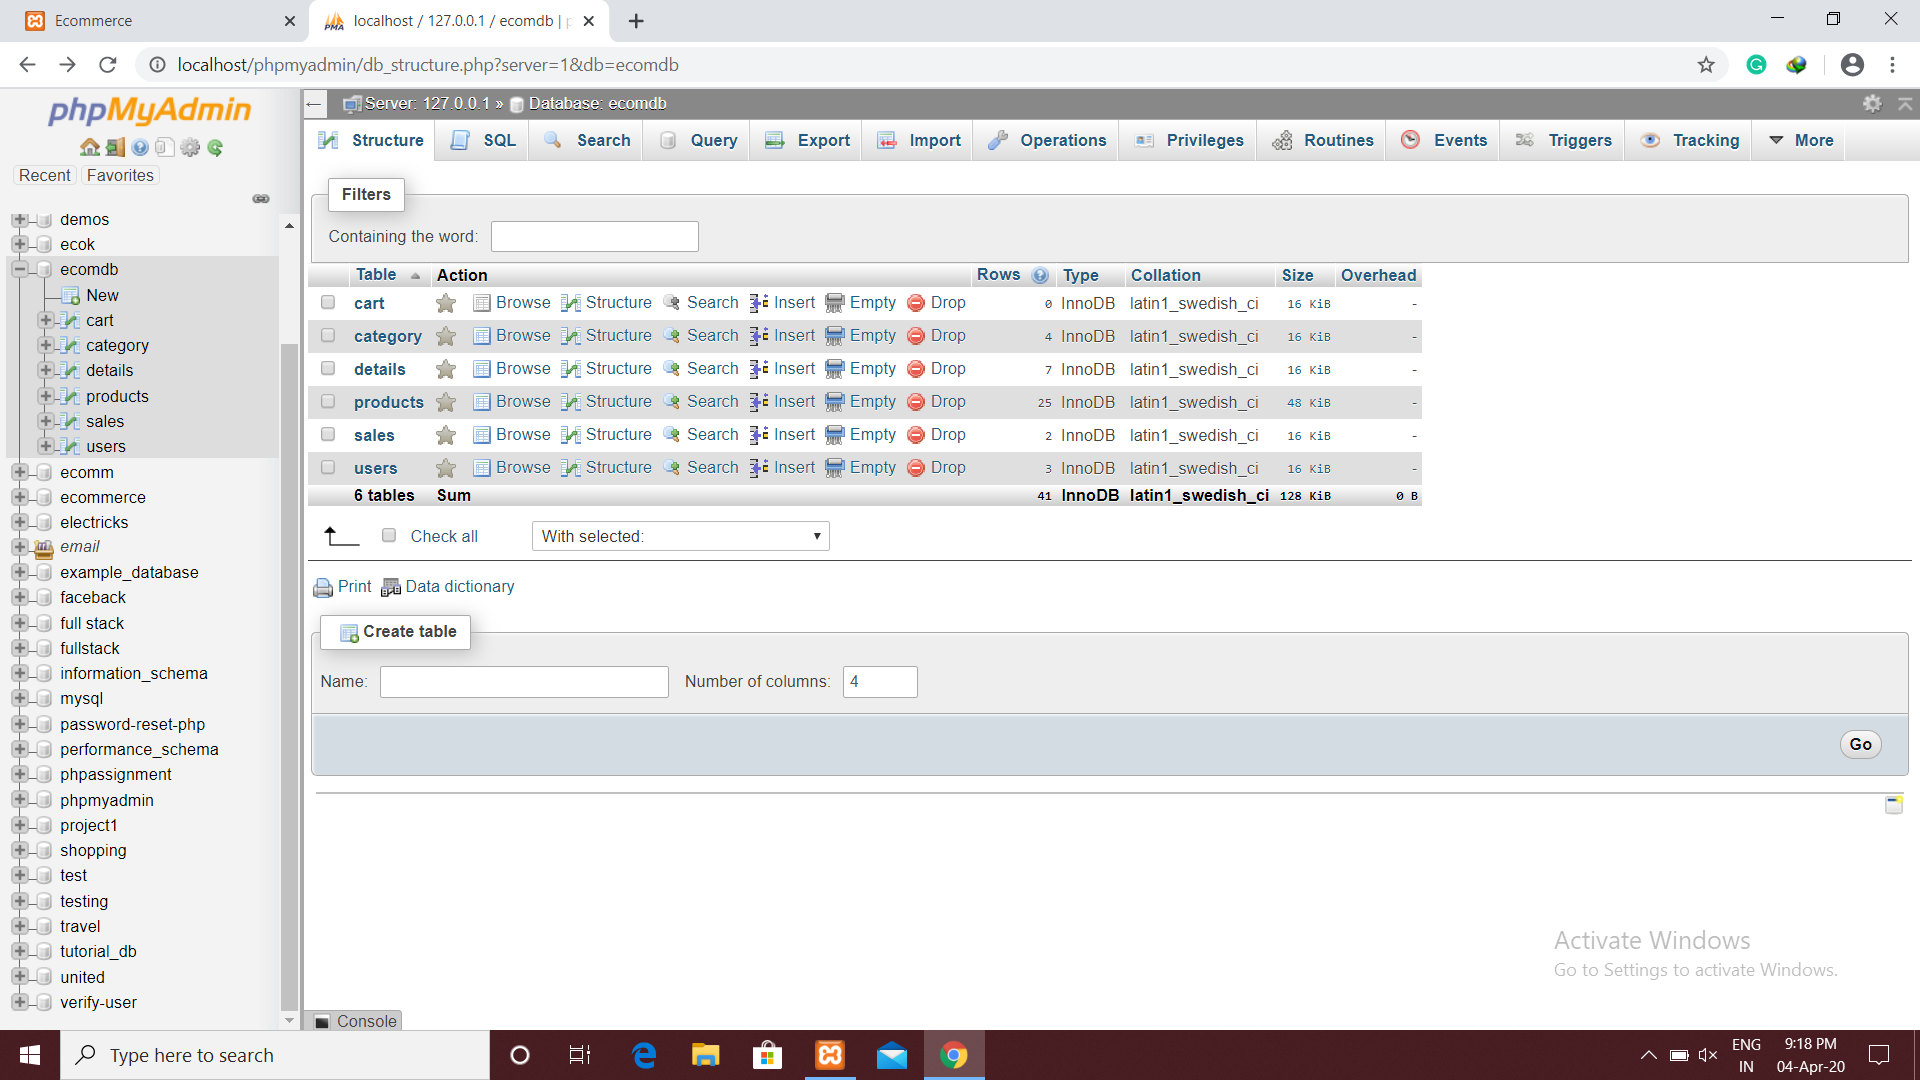 Ecommerce
localhost / 127.0.0.1 / ecomdb |
localhost/phpmyadmin/db_structure.php?server=1&db=ecomdb
phpMyAdmin
Recent Favorites
demos
ecok
ecomdb
New
cart
category
details
products
sales
users
ecomm
ecommerce
electricks
email
example_database
faceback
full stack
fullstack
information_schema
mysql
password-reset-php
performance_schema
phpassignment
phpmyadmin
project1
shopping
test
testing
travel
tutorial_db
united
verify-user
Server: 127.0.0.1 » Database: ecomdb
Structure SQL Search Query Export Import Operations Privileges Routines Events Triggers Tracking More
Filters
Containing the word:
Table Action Rows Type Collation Size Overhead
cart Browse Structure Search Insert Empty Drop 0 InnoDB latin1_swedish_ci 16 KiB -
category Browse Structure Search Insert Empty Drop 4 InnoDB latin1_swedish_ci 16 KiB -
details Browse Structure Search Insert Empty Drop 7 InnoDB latin1_swedish_ci 16 KiB -
products Browse Structure Search Insert Empty Drop 25 InnoDB latin1_swedish_ci 48 KiB -
sales Browse Structure Search Insert Empty Drop 2 InnoDB latin1_swedish_ci 16 KiB -
users Browse Structure Search Insert Empty Drop 3 InnoDB latin1_swedish_ci 16 KiB -
6 tables Sum 41 InnoDB latin1_swedish_ci 128 KiB 0 B
Check all With selected:
Print Data dictionary
Create table
Name: Number of columns: 4
Go
Activate Windows
Go to Settings to activate Windows.
Console
Type here to search
ENG
IN
9:18 PM
04-Apr-20